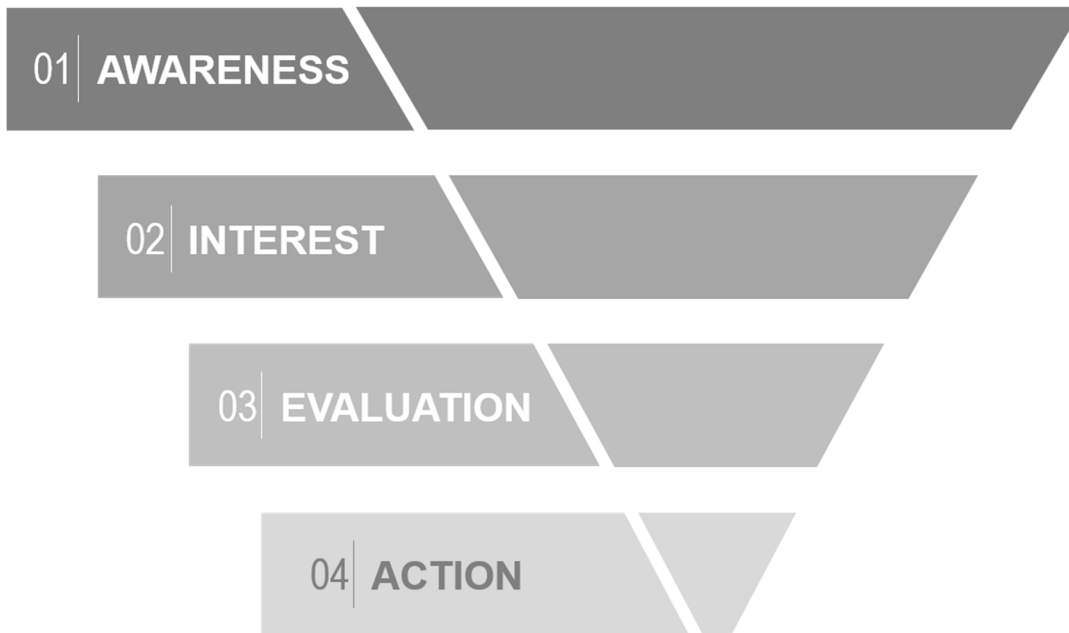 01 AWARENESS
02 INTEREST
03 EVALUATION
04 ACTION